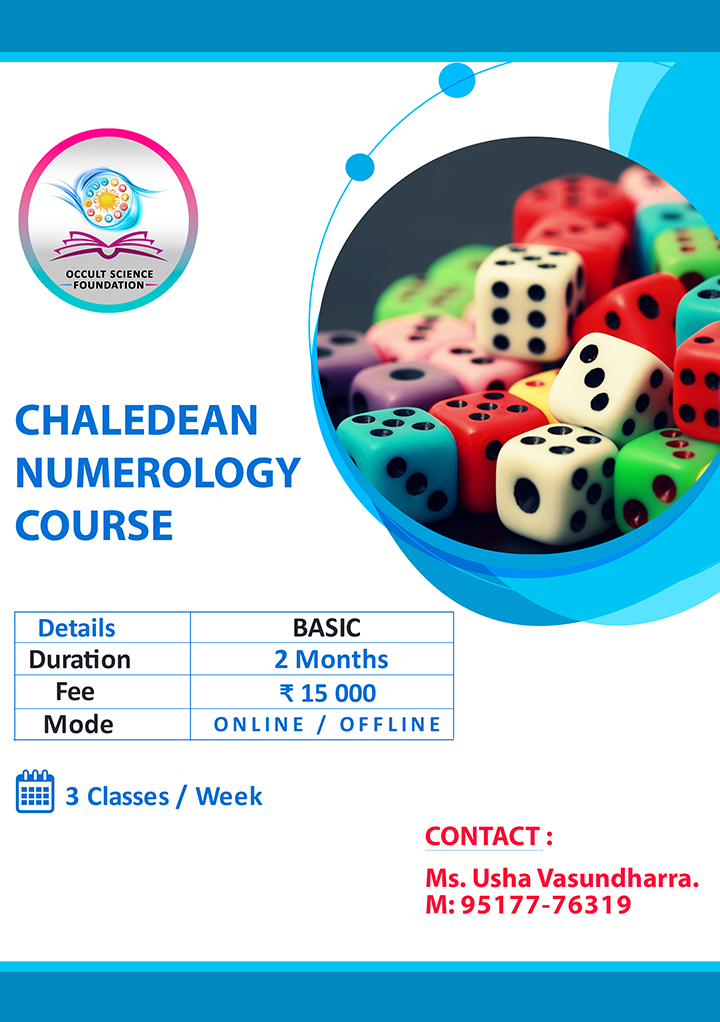 OCCULT SCIENCE
FOUNDATION
CHALEDEAN
NUMEROLOGY
COURSE
Details BASIC
Duration 2 Months
Fee ₹ 15 000
Mode ONLINE / OFFLINE
3 Classes / Week
CONTACT :
Ms. Usha Vasundharra.
M: 95177-76319